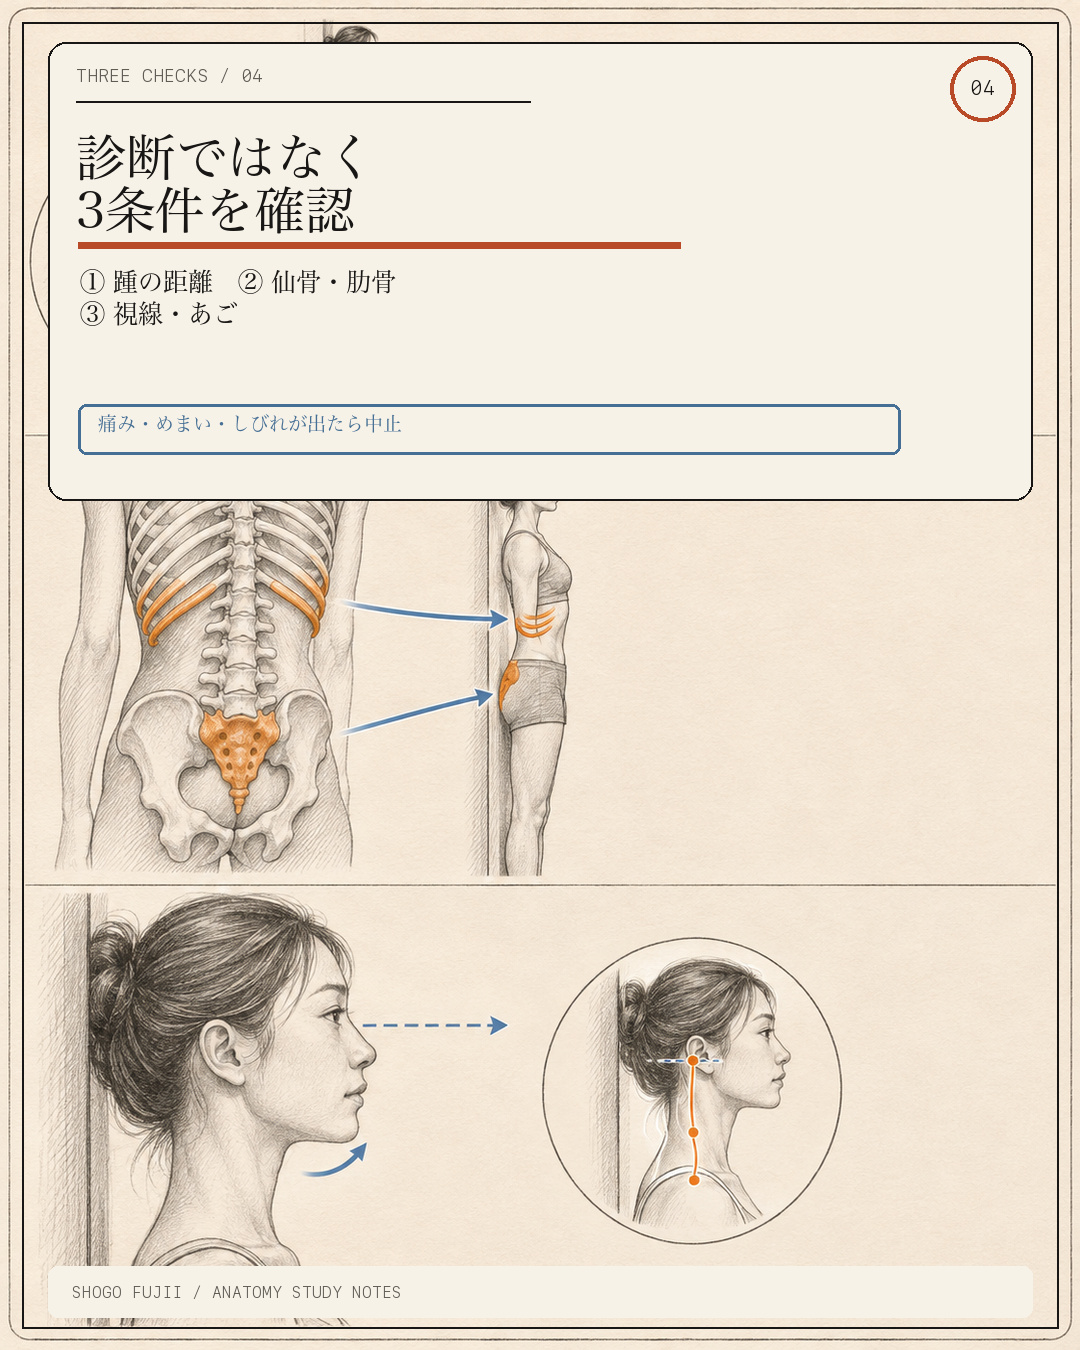 THREE CHECKS / 04
04
診断ではなく
3条件を確認
① 踵の距離　② 仙骨・肋骨
③ 視線・あご
痛み・めまい・しびれが出たら中止
SHOGO FUJII / ANATOMY STUDY NOTES